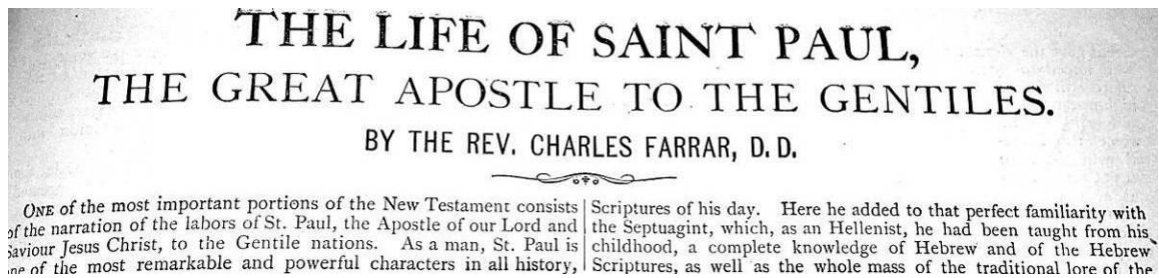 THE LIFE OF SAINT PAUL,
THE GREAT APOSTLE TO THE GENTILES.
BY THE REV. CHARLES FARRAR, D. D.
ONE of the most important portions of the New Testament consists
of the narration of the labors of St. Paul, the Apostle of our Lord and
Saviour Jesus Christ, to the Gentile nations. As a man, St. Paul is
one of the most remarkable and powerful characters in all history,
Scriptures of his day. Here he added to that perfect familiarity with
the Septuagint, which, as an Hellenist, he had been taught from his
childhood, a complete knowledge of Hebrew and of the Hebrew
Scriptures, as well as the whole mass of the traditional lore of the